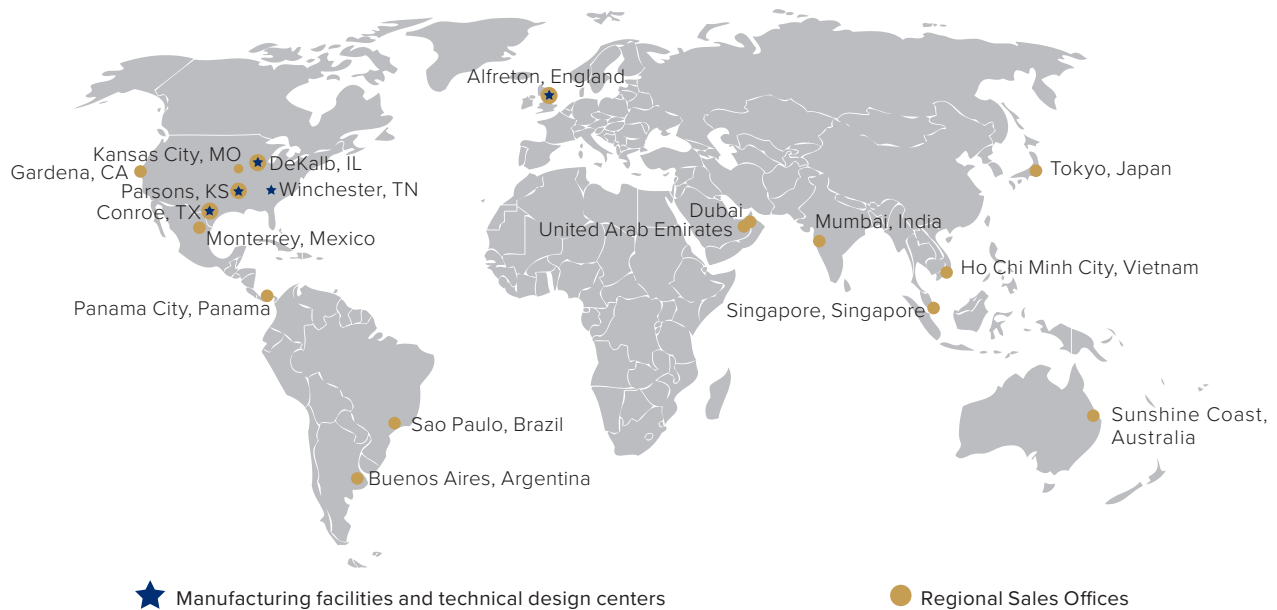 Alfreton, England
Kansas City, MO
DeKalb, IL
Gardena, CA
Tokyo, Japan
Parsons, KS
Winchester, TN
Conroe, TX
Dubai
United Arab Emirates
Mumbai, India
Monterrey, Mexico
Ho Chi Minh City, Vietnam
Panama City, Panama
Singapore, Singapore
Sao Paulo, Brazil
Sunshine Coast,
Australia
Buenos Aires, Argentina
Manufacturing facilities and technical design centers
Regional Sales Offices